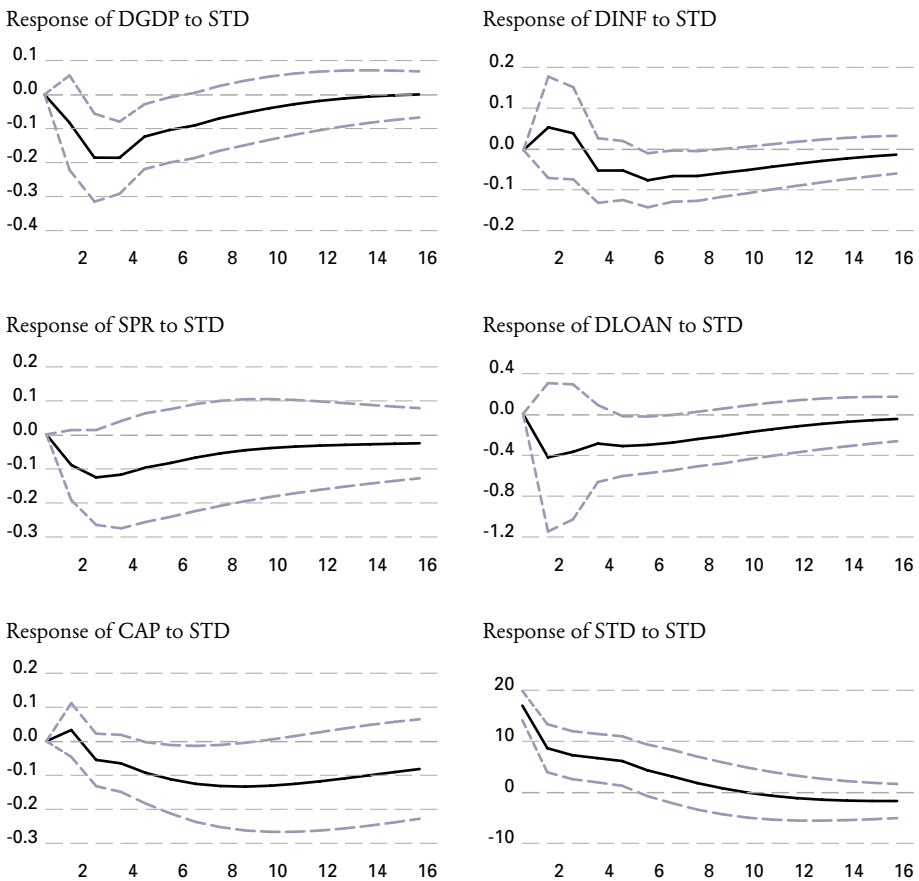 Response of DGDP to STD
0.1
0.0
-0.1
-0.2
-0.3
-0.4
2 4 6 8 10 12 14 16
Response of DINF to STD
0.2
0.1
0.0
-0.1
-0.2
2 4 6 8 10 12 14 16
Response of SPR to STD
0.2
0.1
0.0
-0.1
-0.2
-0.3
2 4 6 8 10 12 14 16
Response of DLOAN to STD
0.4
0.0
-0.4
-0.8
-1.2
2 4 6 8 10 12 14 16
Response of CAP to STD
0.2
0.1
0.0
-0.1
-0.2
-0.3
2 4 6 8 10 12 14 16
Response of STD to STD
20
10
0
-10
2 4 6 8 10 12 14 16